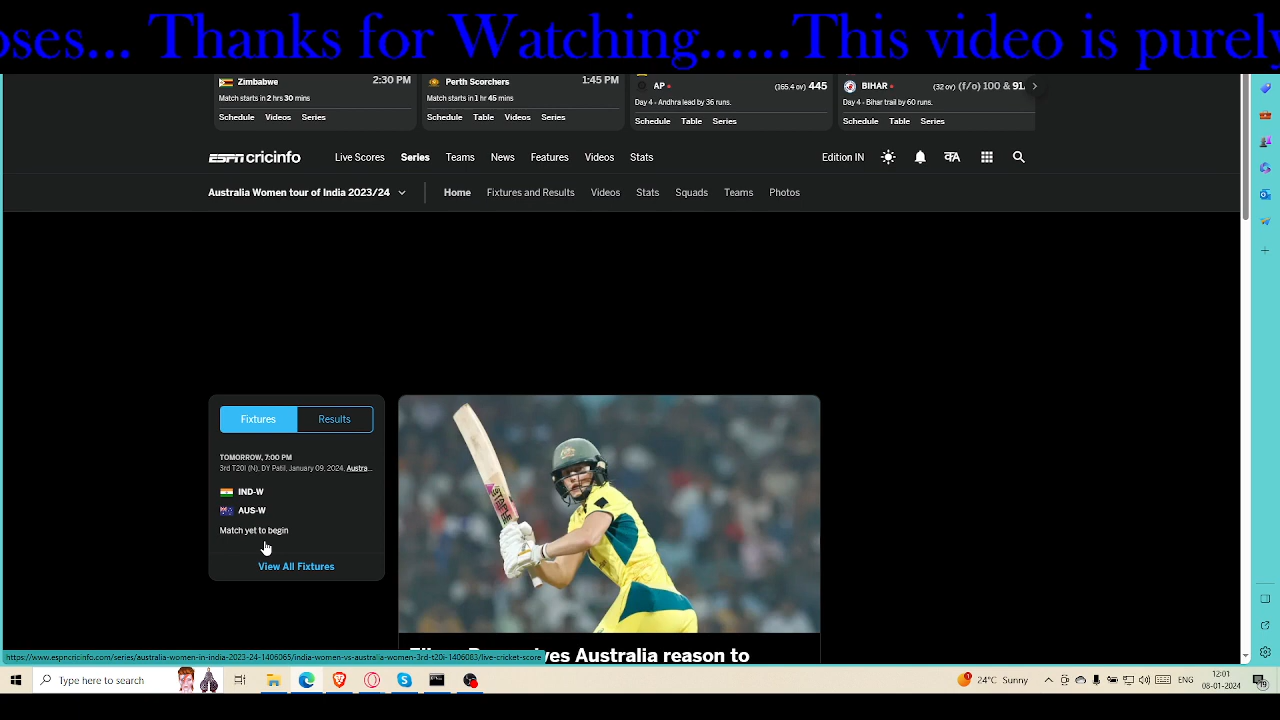 oses... Thanks for Watching......This video is purely
Zimbabwe 2:30 PM
Match starts in 2 hrs 30 mins
Schedule Videos Series
Perth Scorchers 1:45 PM
Match starts in 1 hr 45 mins
Schedule Table Videos Series
AP (165.4 ov) 445
Day 4 - Andhra lead by 36 runs.
Schedule Table Series
BIHAR (32 ov) (f/o) 100 & 91
Day 4 - Bihar trail by 60 runs.
Schedule Table Series
ESPN cricinfo Live Scores Series Teams News Features Videos Stats Edition IN
Australia Women tour of India 2023/24 Home Fixtures and Results Videos Stats Squads Teams Photos
Fixtures Results
TOMORROW, 7:00 PM
3rd T20I (N), DY Patil, January 09, 2024, Austra...
IND-W
AUS-W
Match yet to begin
View All Fixtures
ves Australia reason to
https://www.espncricinfo.com/series/australia-women-in-india-2023-24-1406065/india-women-vs-australia-women-3rd-t20i-1406083/live-cricket-score
Type here to search
24°C Sunny
ENG
12:01
08-01-2024